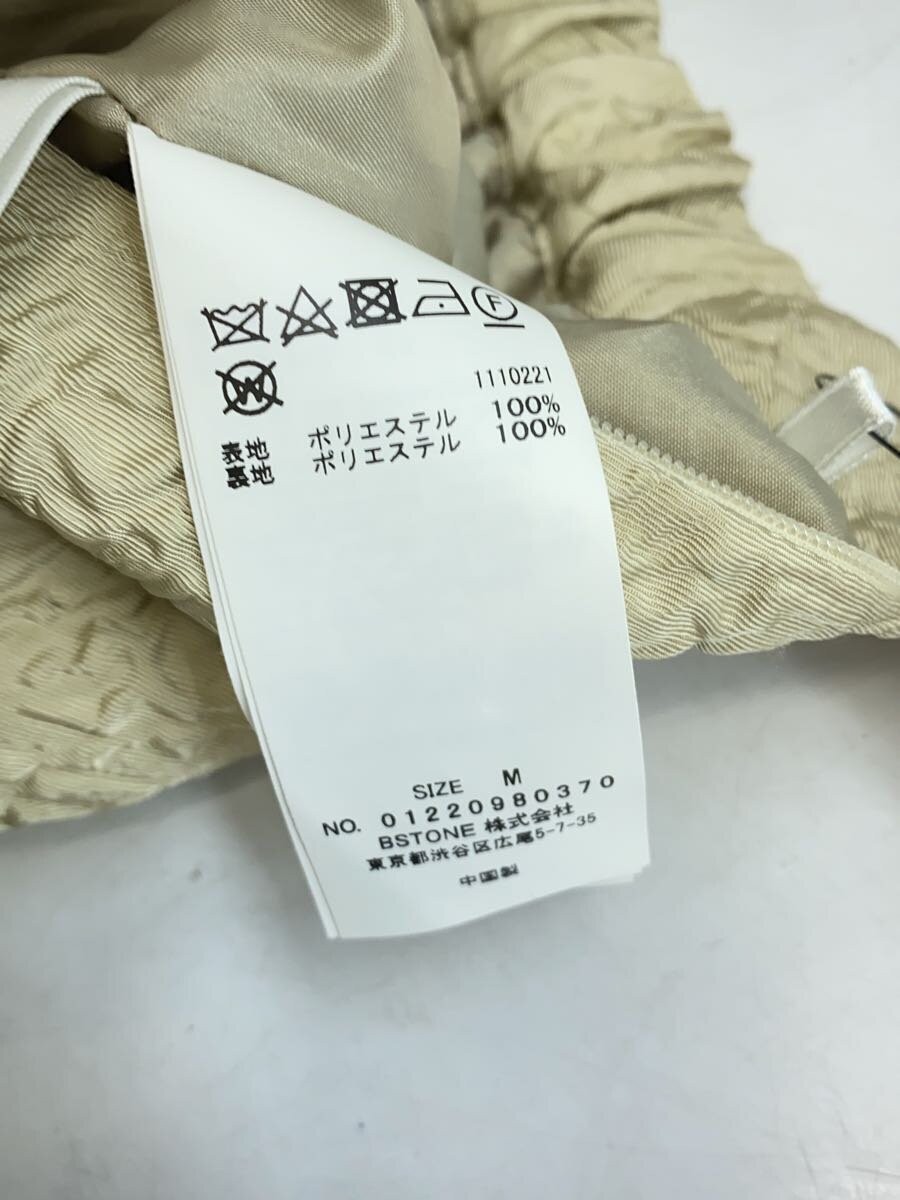 F
W
1110221
表地 ポリエステル 100%
裏地 ポリエステル 100%
SIZE M
NO. 01220980370
BSTONE 株式会社
東京都渋谷区広尾5-7-35
中国製